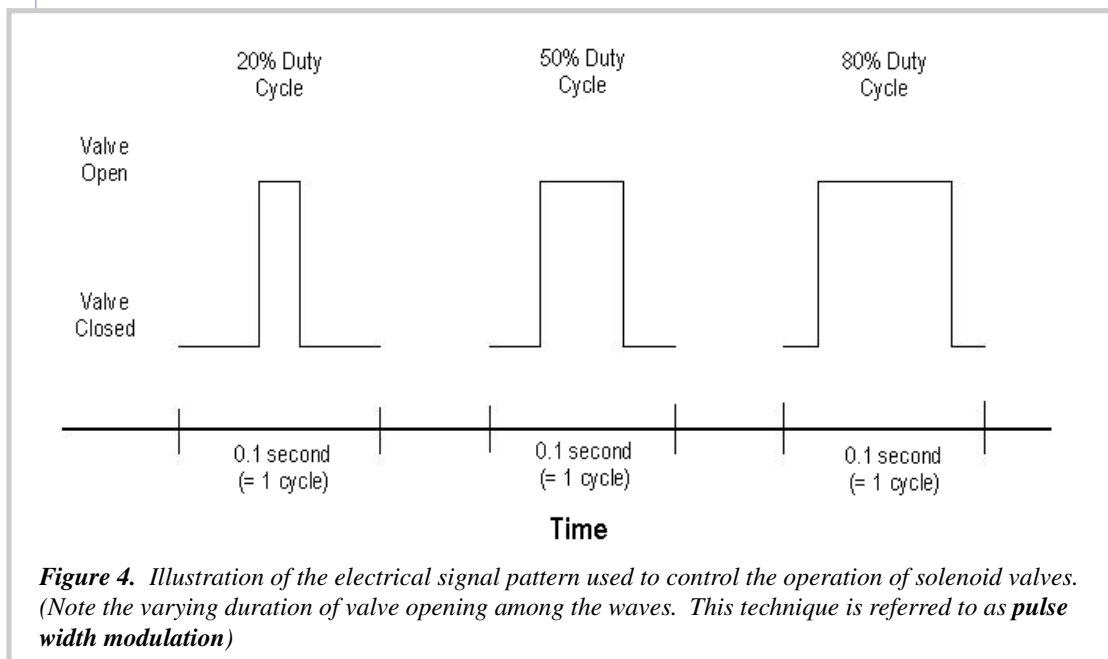 20% Duty
Cycle
50% Duty
Cycle
80% Duty
Cycle
Valve
Open
Valve
Closed
0.1 second
(= 1 cycle)
0.1 second
(= 1 cycle)
0.1 second
(= 1 cycle)
Time
Figure 4. Illustration of the electrical signal pattern used to control the operation of solenoid valves.
(Note the varying duration of valve opening among the waves. This technique is referred to as pulse
width modulation)